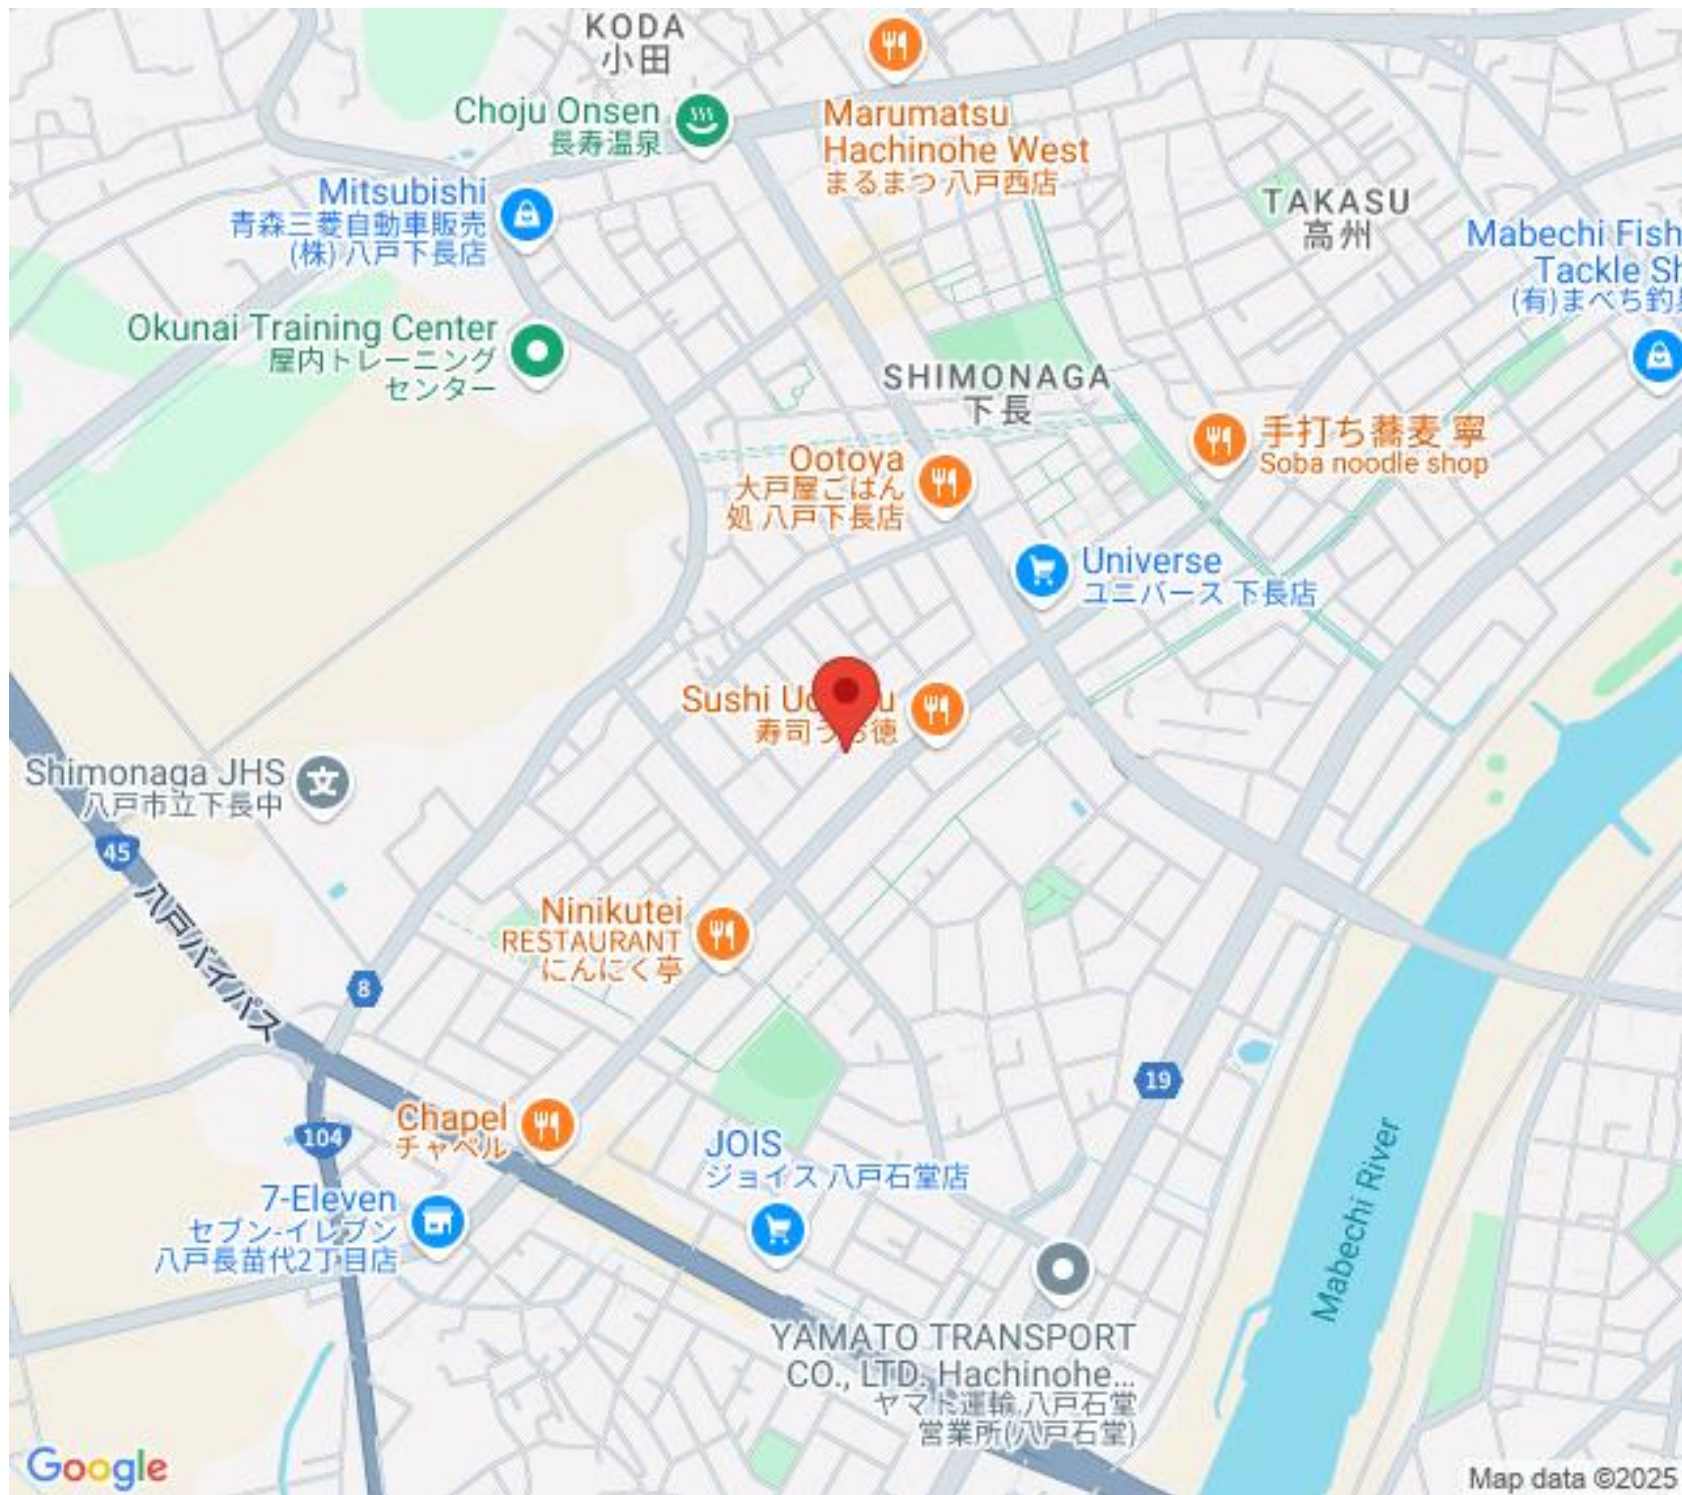 KODA
小田
Choju Onsen
長寿温泉
Marumatsu
Hachinohe West
まるまつ 八戸西店
Mitsubishi
青森三菱自動車販売
(株) 八戸下長店
TAKASU
高州
Mabechi Fish
Tackle Sh
(有)まべち釣
Okunai Training Center
屋内トレーニング
センター
SHIMONAGA
下長
手打ち蕎麦 寧
Soba noodle shop
Ootoya
大戸屋ごはん
処 八戸下長店
Universe
ユニバース 下長店
Sushi
寿司う
徳
Shimonaga JHS
八戸市立下長中
文
45
八戸バイパス
Ninikutei
RESTAURANT
にんにく亭
8
19
Chapel
チャペル
104
JOIS
ジョイス 八戸石堂店
7-Eleven
セブン-イレブン
八戸長苗代2丁目店
Mabechi River
YAMATO TRANSPORT
CO., LTD. Hachinohe...
ヤマト運輸 八戸石堂
営業所(八戸石堂)
Google
Map data ©2025